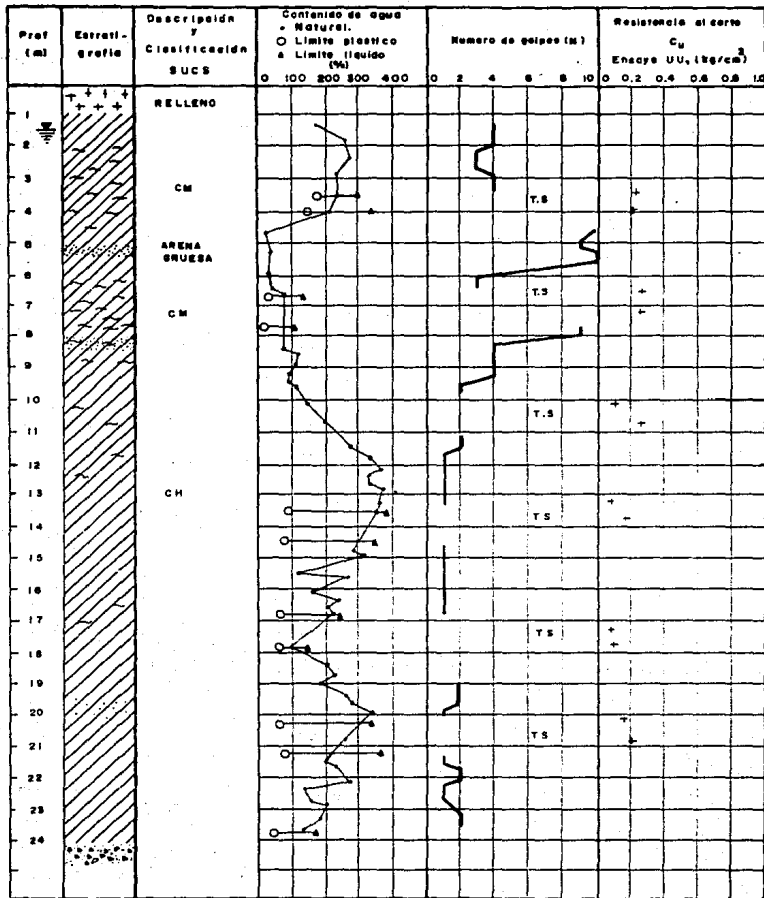 Prof (m)
Estrati-grafía
Descripción y Clasificación SUCS
Contenido de agua
• Natural.
○ Límite plástico
▲ Límite líquido
(%)
0 100 200 300 400
Numero de golpes (N)
0 2 4 6 8 10
Resistencia al corte
Cu
Ensaye UU, (kg/cm²)
0 0.2 0.4 0.6 0.8 1.0
RELLENO
1
2
3
CM
T.S
4
5
ARENA GRUESA
6
T.S
7
CM
8
9
10
T.S
11
12
13
CH
T S
14
15
16
17
T S
18
19
20
T S
21
22
23
24